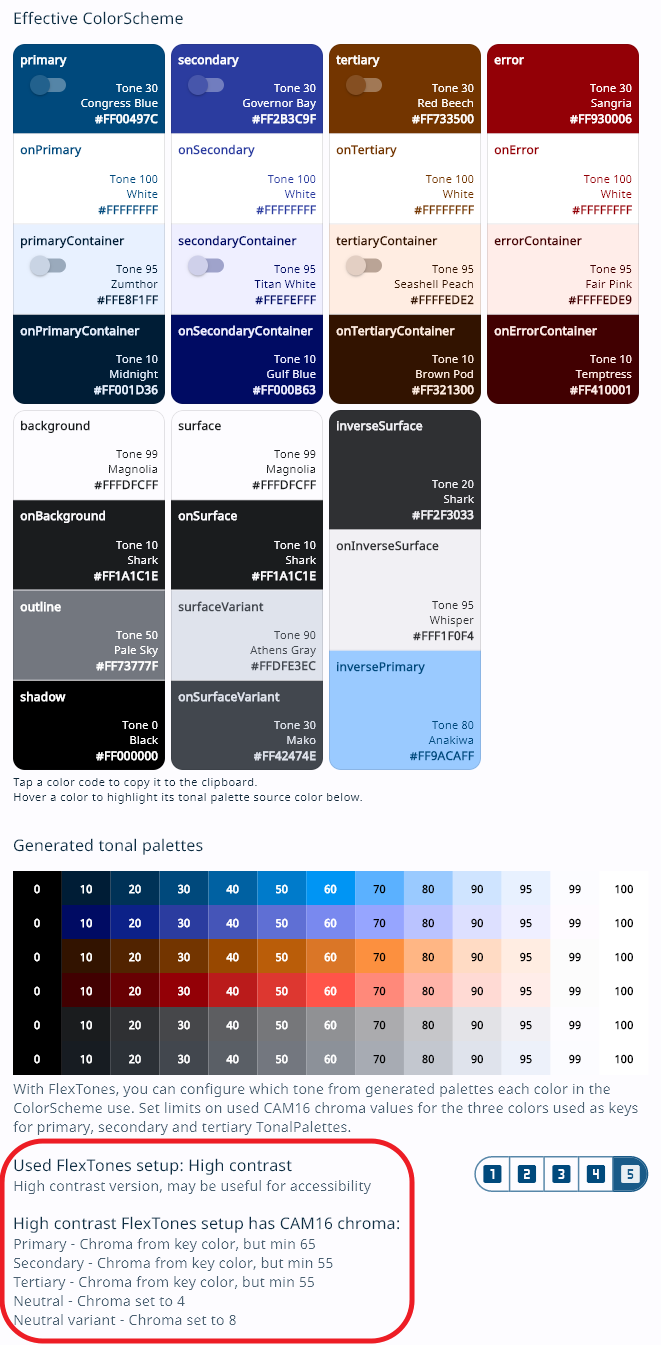 Effective ColorScheme
primary
Tone 30
Congress Blue
#FF00497C
secondary
Tone 30
Governor Bay
#FF2B3C9F
tertiary
Tone 30
Red Beech
#FF733500
error
Tone 30
Sangria
#FF930006
onPrimary
Tone 100
White
#FFFFFFFF
onSecondary
Tone 100
White
#FFFFFFFF
onTertiary
Tone 100
White
#FFFFFFFF
onError
Tone 100
White
#FFFFFFFF
primaryContainer
Tone 95
Zumthor
#FFE8F1FF
secondaryContainer
Tone 95
Titan White
#FFEFEFFF
tertiaryContainer
Tone 95
Seashell Peach
#FFFFEDE2
errorContainer
Tone 95
Fair Pink
#FFFFEDE9
onPrimaryContainer
Tone 10
Midnight
#FF001D36
onSecondaryContainer
Tone 10
Gulf Blue
#FF000B63
onTertiaryContainer
Tone 10
Brown Pod
#FF321300
onErrorContainer
Tone 10
Temptress
#FF410001
background
Tone 99
Magnolia
#FFFDFCFF
surface
Tone 99
Magnolia
#FFFDFCFF
inverseSurface
Tone 20
Shark
#FF2F3033
onBackground
Tone 10
Shark
#FF1A1C1E
onSurface
Tone 10
Shark
#FF1A1C1E
onInverseSurface
Tone 95
Whisper
#FFF1F0F4
outline
Tone 50
Pale Sky
#FF73777F
surfaceVariant
Tone 90
Athens Gray
#FFDFE3EC
inversePrimary
Tone 80
Anakiwa
#FF9ACAFF
shadow
Tone 0
Black
#FF000000
onSurfaceVariant
Tone 30
Mako
#FF42474E
Tap a color code to copy it to the clipboard.
Hover a color to highlight its tonal palette source color below.
Generated tonal palettes
0 10 20 30 40 50 60 70 80 90 95 99 100
0 10 20 30 40 50 60 70 80 90 95 99 100
0 10 20 30 40 50 60 70 80 90 95 99 100
0 10 20 30 40 50 60 70 80 90 95 99 100
0 10 20 30 40 50 60 70 80 90 95 99 100
0 10 20 30 40 50 60 70 80 90 95 99 100
With FlexTones, you can configure which tone from generated palettes each color in the
ColorScheme use. Set limits on used CAM16 chroma values for the three colors used as keys
for primary, secondary and tertiary TonalPalettes.
Used FlexTones setup: High contrast
High contrast version, may be useful for accessibility
1 2 3 4 5
High contrast FlexTones setup has CAM16 chroma:
Primary - Chroma from key color, but min 65
Secondary - Chroma from key color, but min 55
Tertiary - Chroma from key color, but min 55
Neutral - Chroma set to 4
Neutral variant - Chroma set to 8